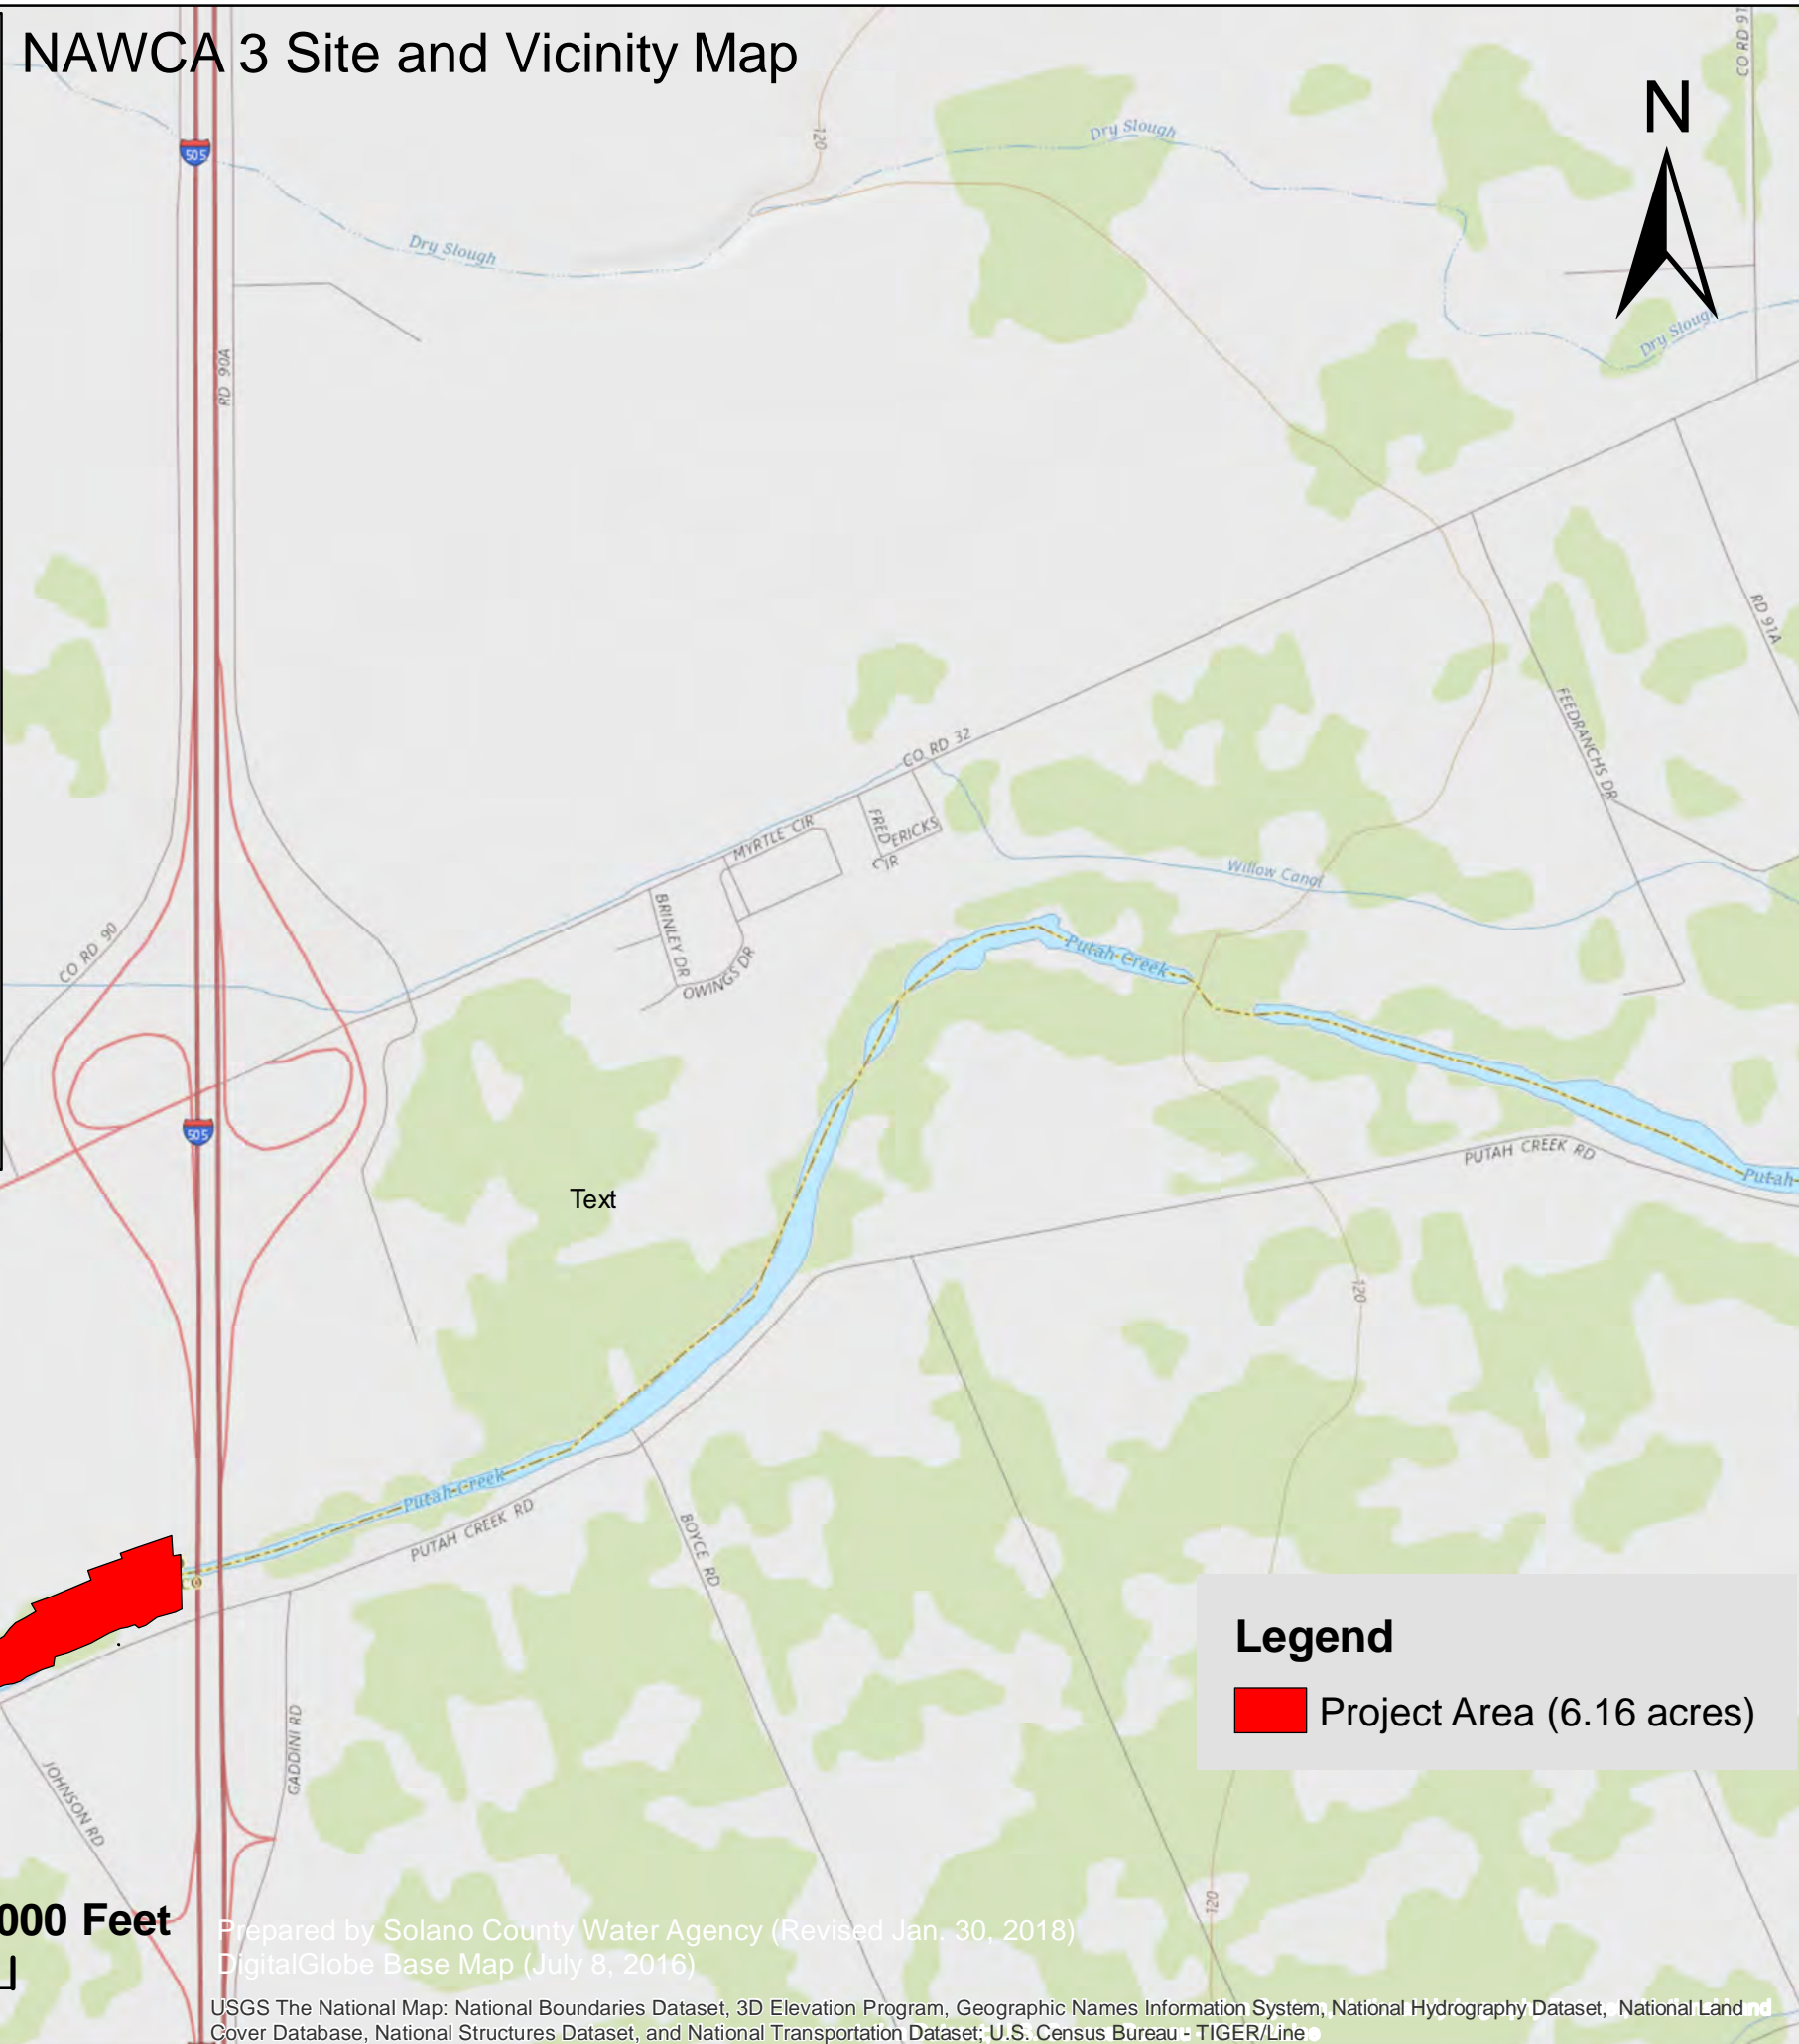 NAWCA 3 Site and Vicinity Map
CO RD 91
N
505
120
Dry Slough
Dry Slough
Dry Slough
RD 90A
RD 91A
FEEDRANCHS DR
CO RD 32
MYRTLE CIR
FREDERICKS
CIR
Willow Canal
BRINLEY DR
OWINGS DR
CO RD 90
Putah Creek
505
PUTAH CREEK RD
Putah
Text
120
Putah Creek
PUTAH CREEK RD
BOYCE RD
CO
Legend
Project Area (6.16 acres)
GADDINI RD
JOHNSON RD
120
000 Feet
Prepared by Solano County Water Agency (Revised Jan. 30, 2018)
DigitalGlobe Base Map (July 8, 2016)
USGS The National Map: National Boundaries Dataset, 3D Elevation Program, Geographic Names Information System, National Hydrography Dataset, National Land
Cover Database, National Structures Dataset, and National Transportation Dataset; U.S. Census Bureau - TIGER/Line